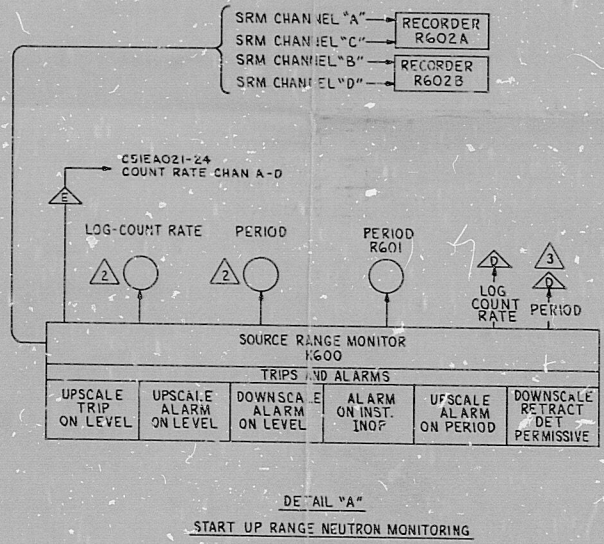 SRM CHANNEL "A"
SRM CHANNEL "C"
RECORDER
R602A
SRM CHANNEL "B"
SRM CHANNEL "D"
RECORDER
R602B
C51EA021-24
COUNT RATE CHAN A-D
E
LOG-COUNT RATE
2
PERIOD
2
PERIOD
R601
D
LOG
COUNT
RATE
3
D
PERIOD
SOURCE RANGE MONITOR
K600
TRIPS AND ALARMS
UPSCALE
TRIP
ON LEVEL
UPSCALE
ALARM
ON LEVEL
DOWNSCALE
ALARM
ON LEVEL
ALARM
ON INST.
INOP
UPSCALE
ALARM
ON PERIOD
DOWNSCALE
RETRACT
DET
PERMISSIVE
DETAIL "A"
START UP RANGE NEUTRON MONITORING